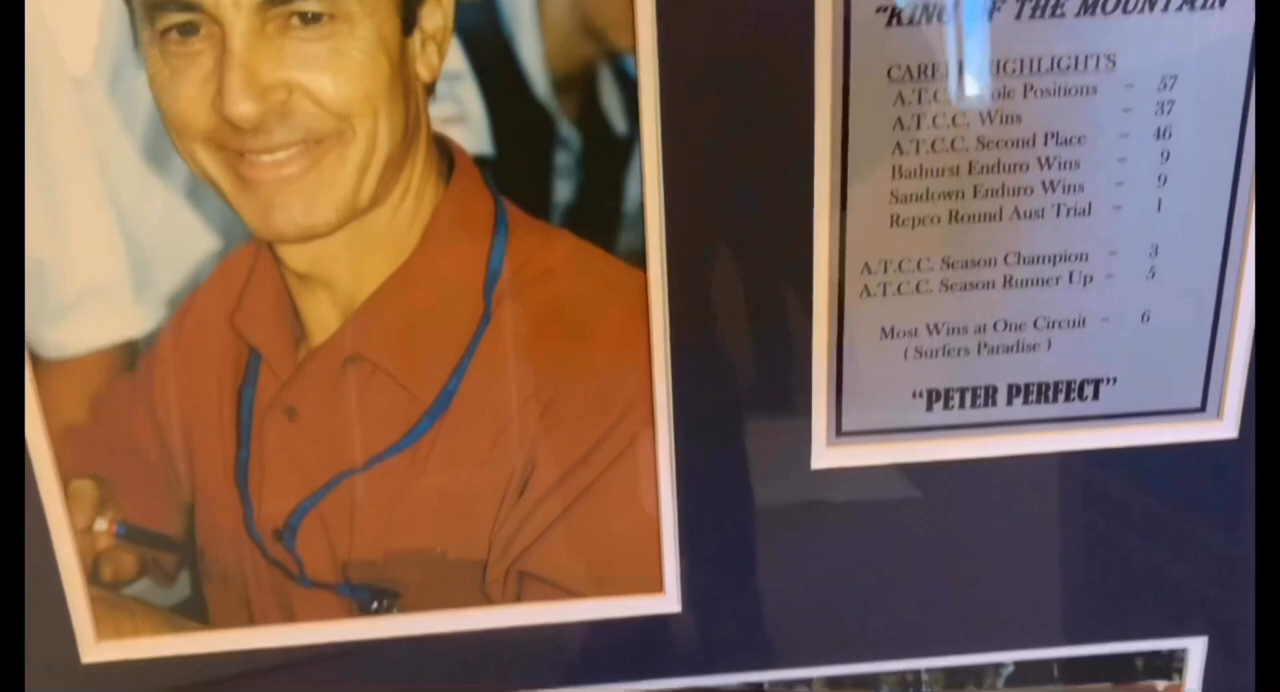 "KING OF THE MOUNTAIN
CAREER HIGHLIGHTS
A.T.C.C. Pole Positions - 57
A.T.C.C. Wins - 37
A.T.C.C. Second Place - 46
Bathurst Enduro Wins - 9
Sandown Enduro Wins - 9
Repco Round Aust Trial - 1
A.T.C.C. Season Champion - 3
A.T.C.C. Season Runner Up - 5
Most Wins at One Circuit - 6
( Surfers Paradise )
"PETER PERFECT"